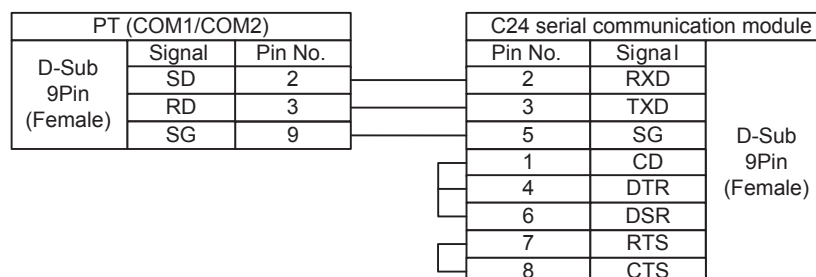 PT (COM1/COM2)
D-Sub
9Pin
(Female)
Signal Pin No.
SD 2
RD 3
SG 9
C24 serial communication module
Pin No. Signal
2 RXD
3 TXD
5 SG
1 CD
4 DTR
6 DSR
7 RTS
8 CTS
D-Sub
9Pin
(Female)